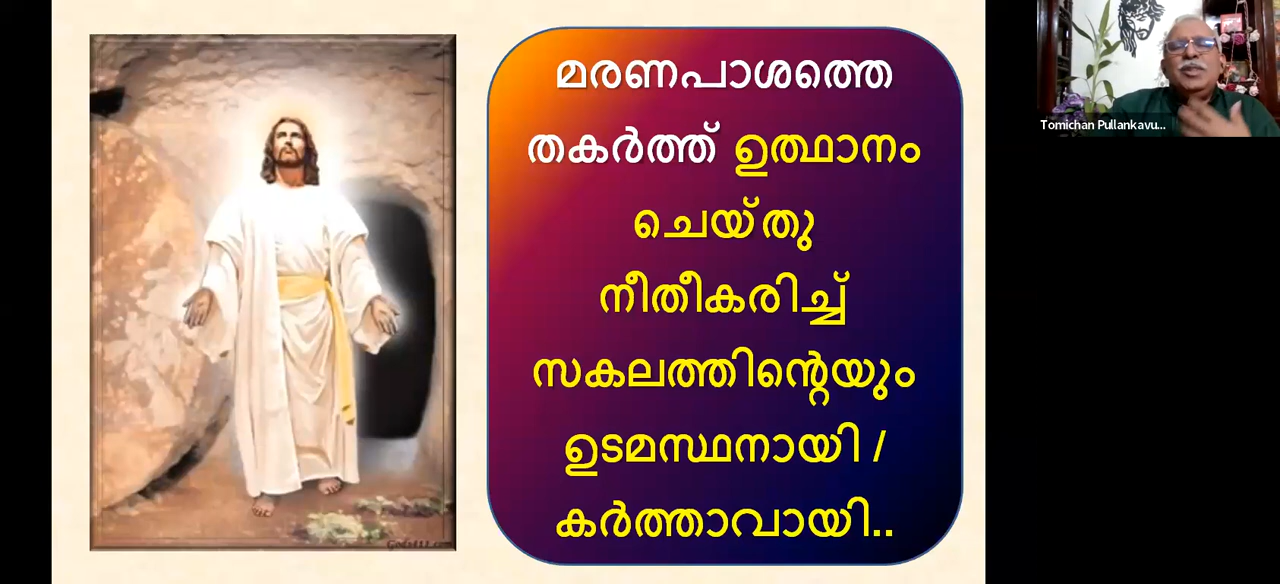 മരണപാശത്തെ
തകർത്ത് ഉത്ഥാനം
ചെയ്തു
നീതീകരിച്ച്
സകലത്തിന്റെയും
ഉടമസ്ഥനായി /
കർത്താവായി..
Tomichan Pullankavu...